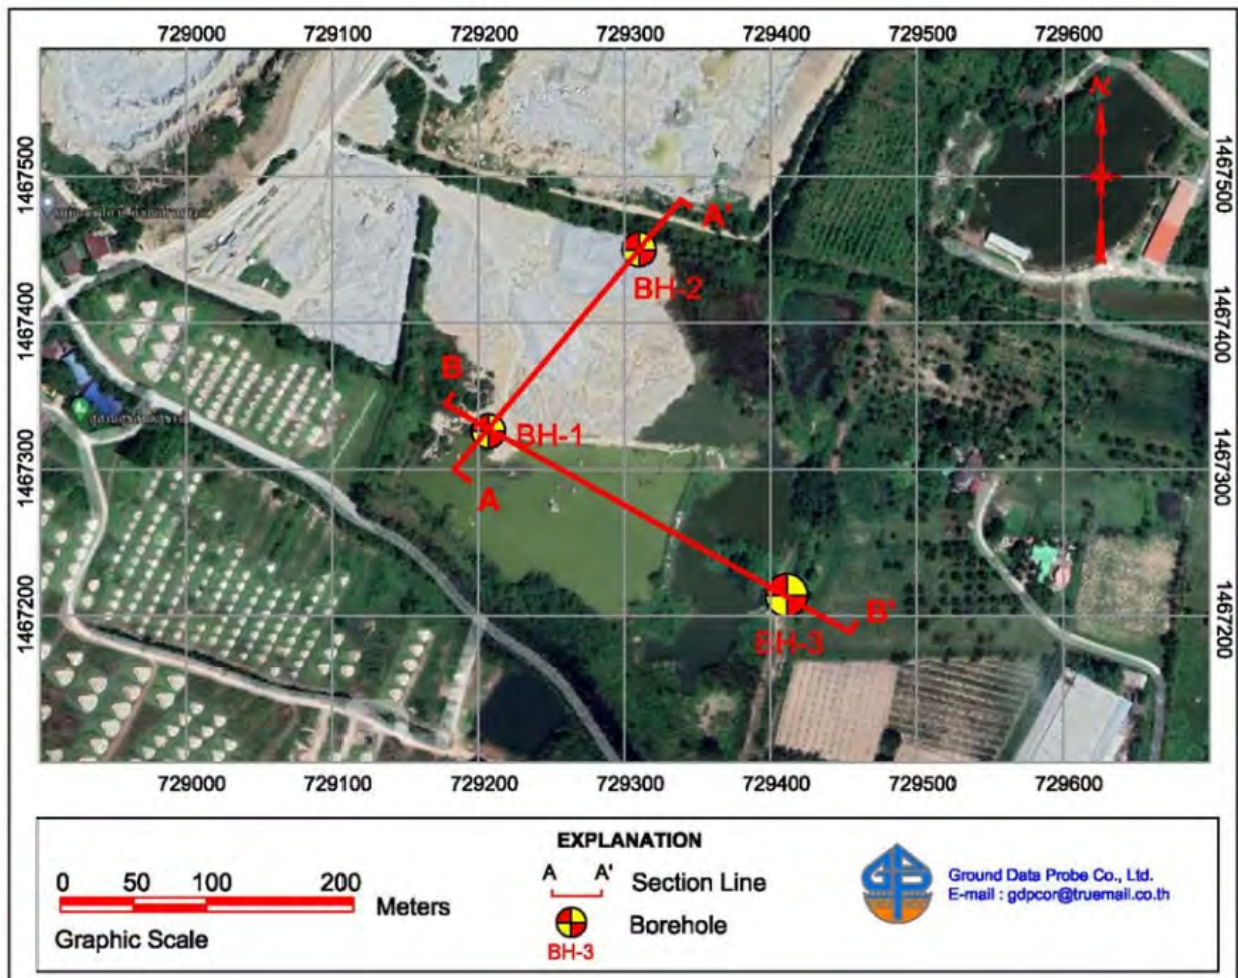 729000 729100 729200 729300 729400 729500 729600
1467500
1467500
1467400
1467400
1467300
1467300
1467200
1467200
A'
BH-2
B
BH-1
A
B'
BH-3
729000 729100 729200 729300 729400 729500 729600
EXPLANATION
0 50 100 200
Meters
Graphic Scale
A A'
Section Line
Borehole
BH-3
Ground Data Probe Co., Ltd.
E-mail : gdpcor@truemail.co.th